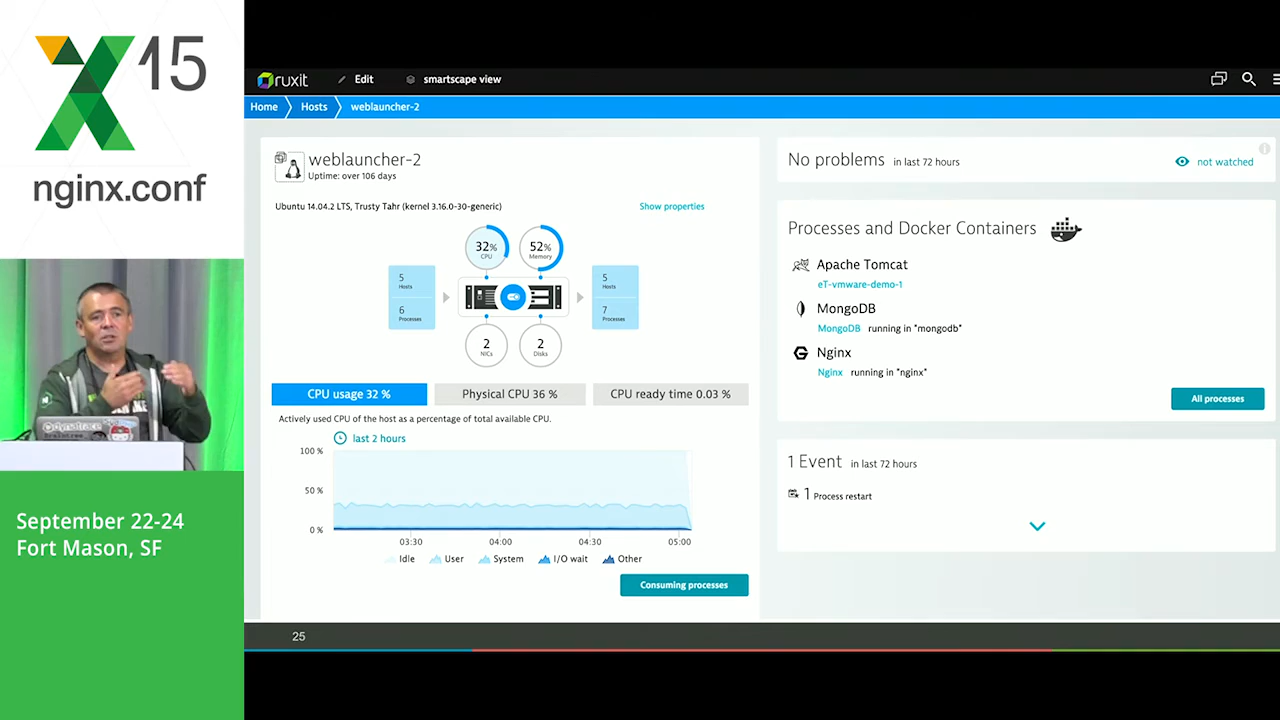 15
nginx.conf
September 22-24
Fort Mason, SF
dynatrace
ruxit
Edit
smartscape view
Home
Hosts
weblauncher-2
weblauncher-2
Uptime: over 106 days
Ubuntu 14.04.2 LTS, Trusty Tahr (kernel 3.16.0-30-generic)
Show properties
32%
CPU
52%
Memory
5
Hosts
6
Processes
5
Hosts
7
Processes
2
NICs
2
Disks
CPU usage 32 %
Physical CPU 36 %
CPU ready time 0.03 %
Actively used CPU of the host as a percentage of total available CPU.
last 2 hours
100 %
50 %
0 %
03:30 04:00 04:30 05:00
Idle User System I/O wait Other
Consuming processes
No problems in last 72 hours
not watched
Processes and Docker Containers
Apache Tomcat
eT-vmware-demo-1
MongoDB
MongoDB running in "mongodb"
Nginx
Nginx running in "nginx"
All processes
1 Event in last 72 hours
1 Process restart
25